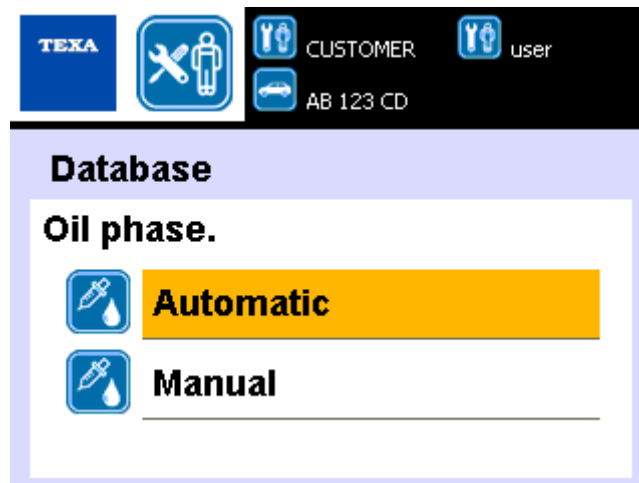 TEXA
CUSTOMER
user
AB 123 CD
Database
Oil phase.
Automatic
Manual